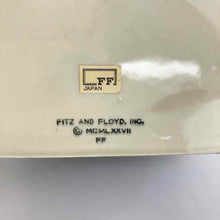 FF
JAPAN
FITZ AND FLOYD, INC.
© MCMLXXVII
FF